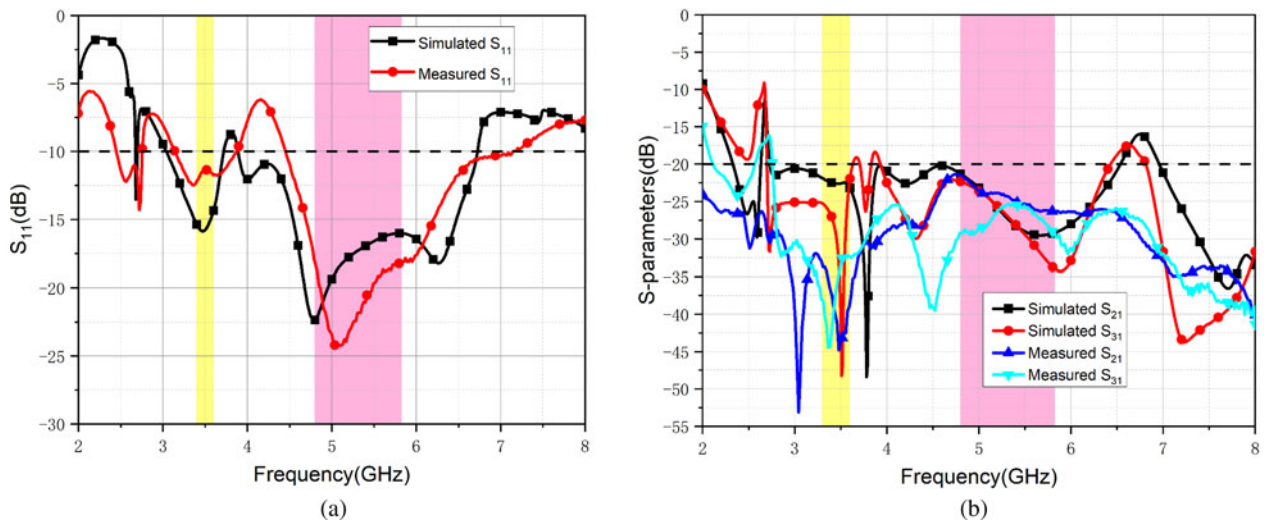 0
-5
-10
-15
-20
-25
-30
S11(dB)
Simulated S11
Measured S11
2 3 4 5 6 7 8
Frequency(GHz)
(a)
0
-5
-10
-15
-20
-25
-30
-35
-40
-45
-50
-55
S-parameters(dB)
Simulated S21
Simulated S31
Measured S21
Measured S31
2 3 4 5 6 7 8
Frequency(GHz)
(b)